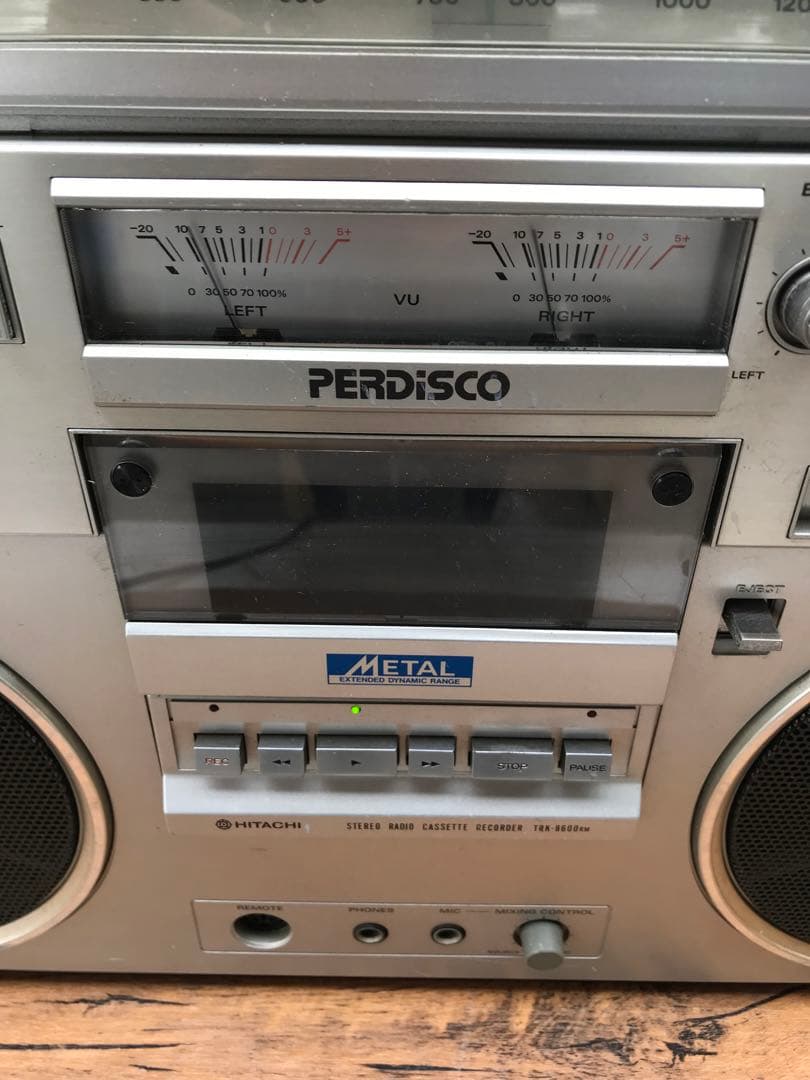 1000
-20 10 7 5 3 1 0 3 5+
0 30 50 70 100%
LEFT
VU
-20 10 7 5 3 1 0 3 5+
0 30 50 70 100%
RIGHT
PERDiSCO
LEFT
EJECT
METAL
EXTENDED DYNAMIC RANGE
REC ◀◀ ▶ ▶▶ STOP PAUSE
HITACHI STEREO RADIO CASSETTE RECORDER TRK-8600RM
REMOTE PHONES MIC MIXING CONTROL